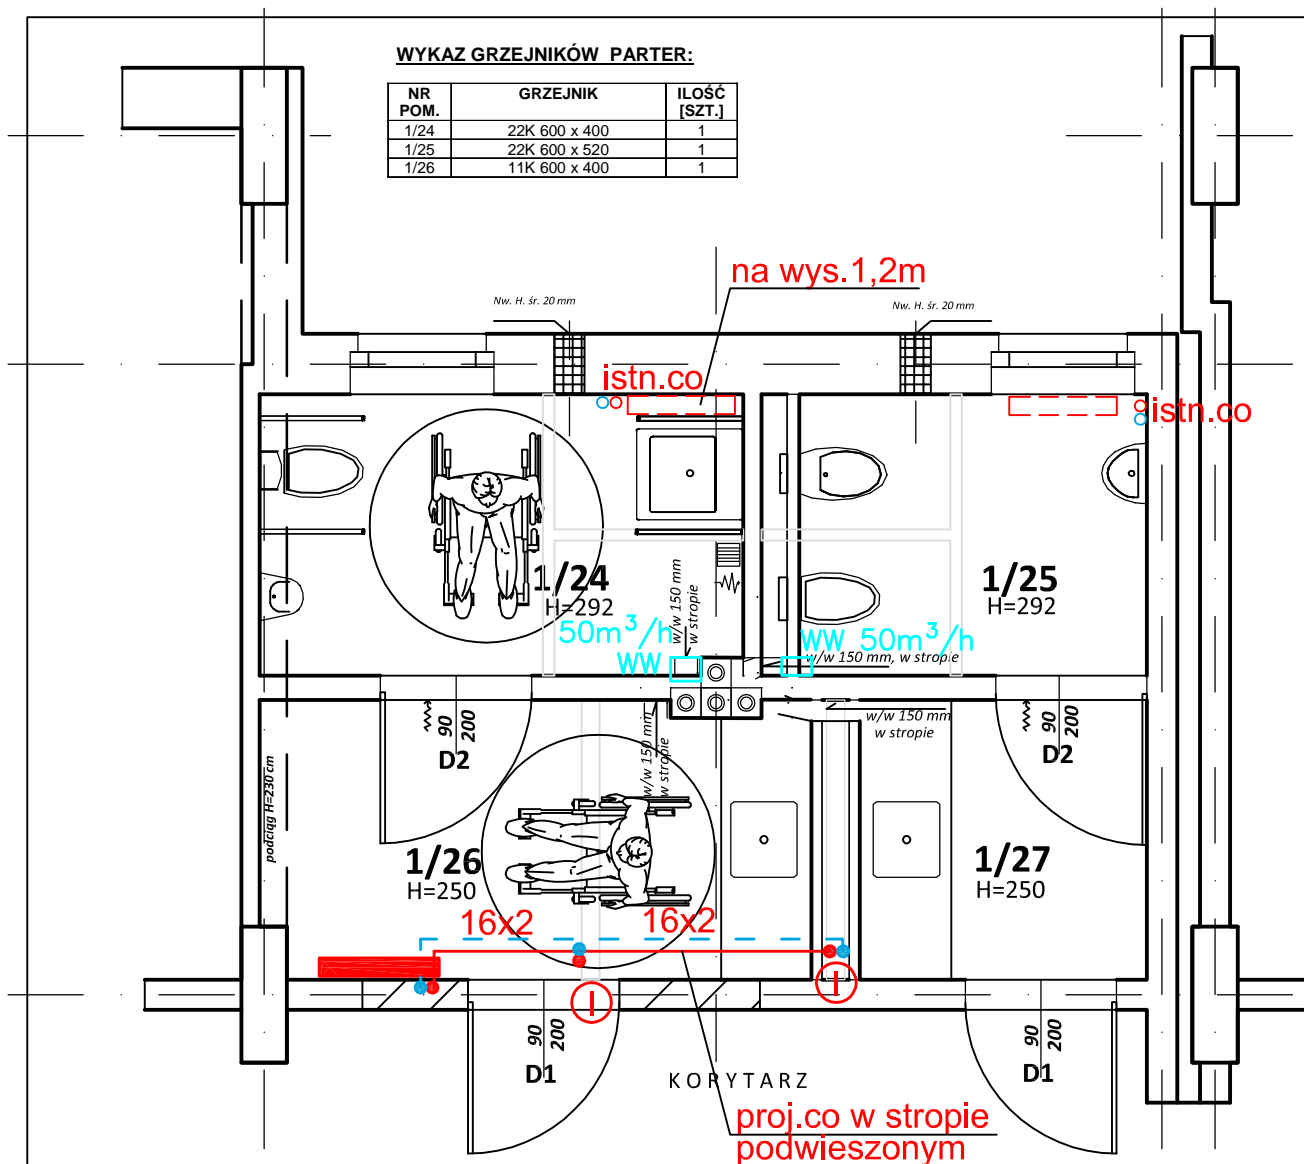 WYKAZ GRZEJNIKÓW PARTER:
NR POM. GRZEJNIK ILOŚĆ [SZT.]
1/24 22K 600 x 400 1
1/25 22K 600 x 520 1
1/26 11K 600 x 400 1
na wys.1,2m
Nw. H. śr. 20 mm
Nw. H. śr. 20 mm
istn.co
istn.co
1/24
H=292
50m³/h
WW
w/w 150 mm
w stropie
1/25
H=292
WW 50m³/h
w/w 150 mm, w stropie
w/w 150 mm
w stropie
w/w 150 mm
w stropie
90
200
D2
90
200
D2
podciąg H=230 cm
1/26
H=250
1/27
H=250
16x2
16x2
I
I
90
200
D1
90
200
D1
KORYTARZ
proj.co w stropie
podwieszonym